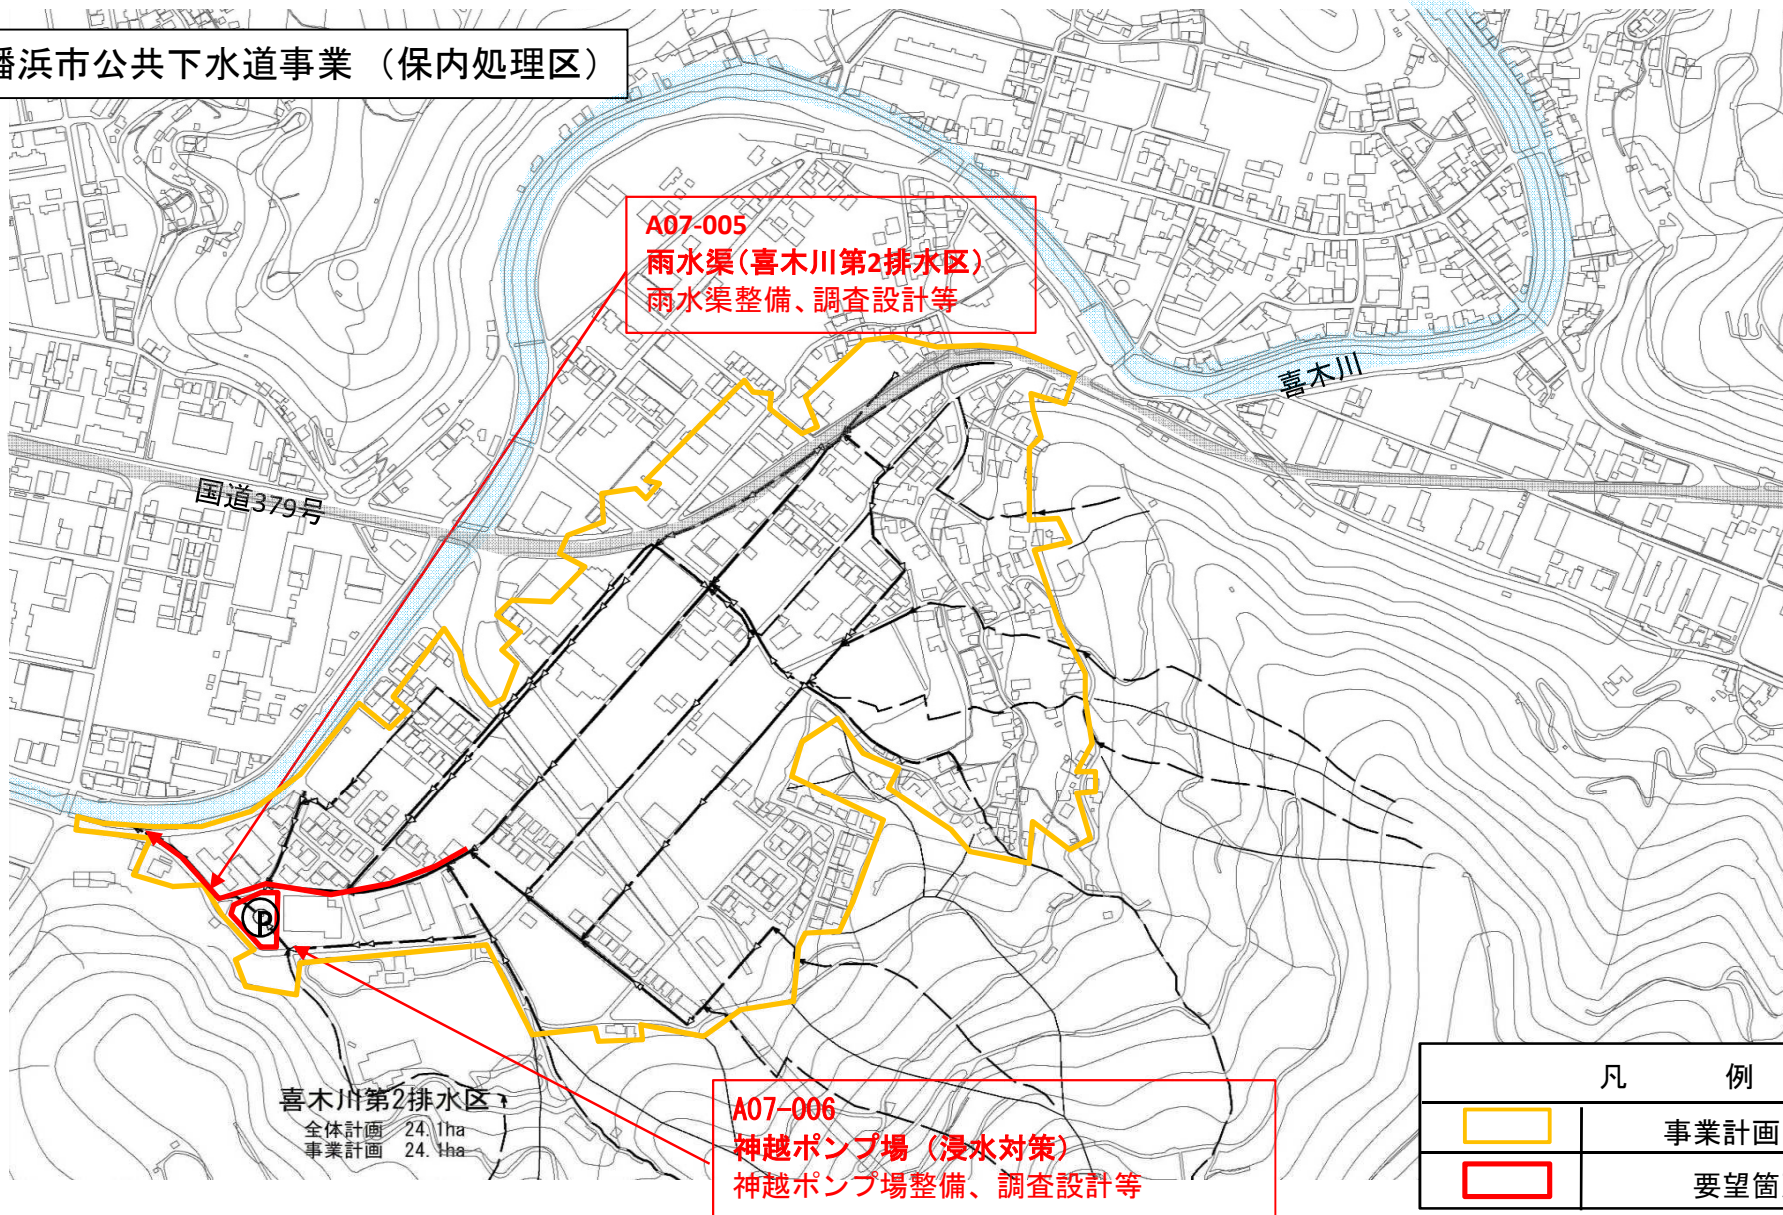 幡浜市公共下水道事業 （保内処理区）
A07-005
雨水渠（喜木川第2排水区）
雨水渠整備、調査設計等
喜木川
国道379号
P
喜木川第2排水区
全体計画 24.1ha
事業計画 24.1ha
A07-006
神越ポンプ場（浸水対策）
神越ポンプ場整備、調査設計等
凡 例
事業計画
要望箇